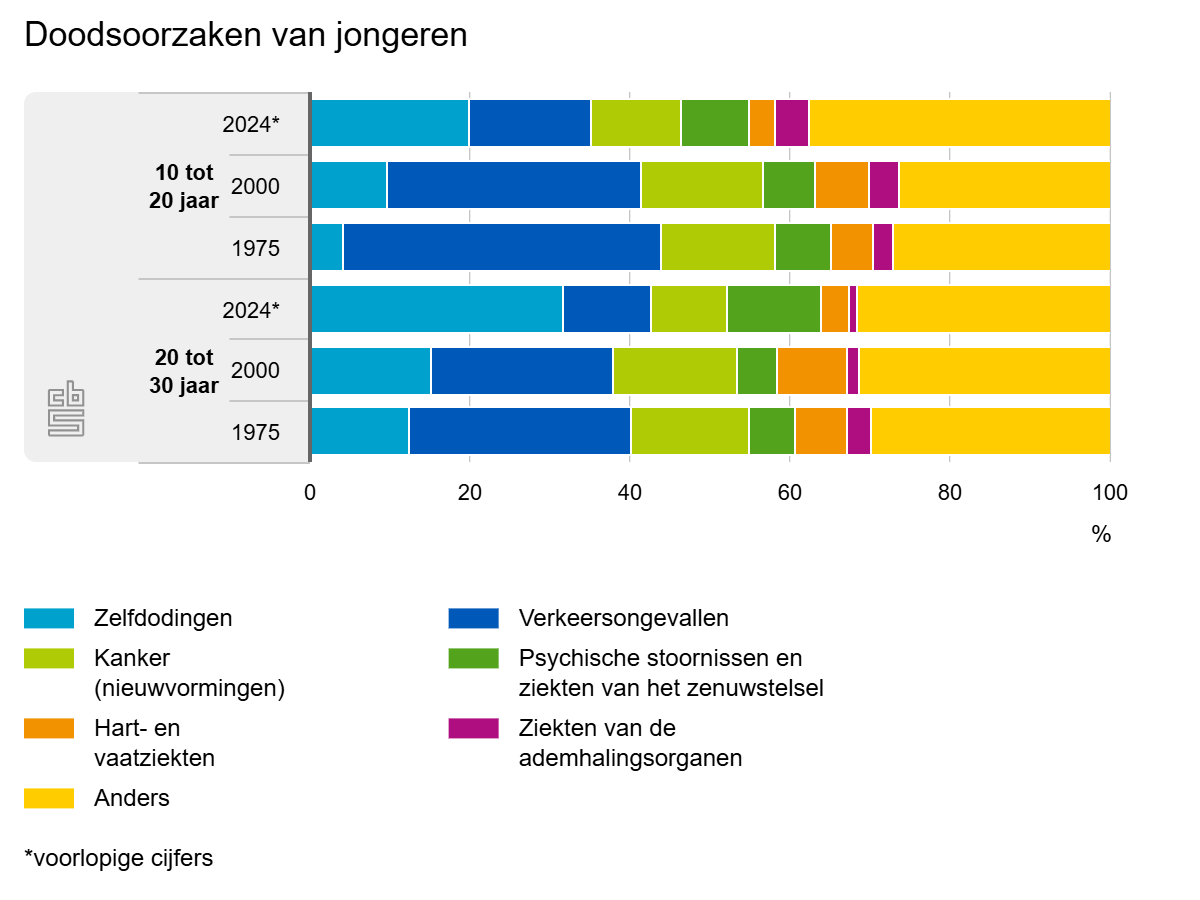 Doodsoorzaken van jongeren
10 tot
20 jaar
2024*
2000
1975
20 tot
30 jaar
2024*
2000
1975
0 20 40 60 80 100
%
Zelfdodingen
Verkeersongevallen
Kanker
(nieuwvormingen)
Psychische stoornissen en
ziekten van het zenuwstelsel
Hart- en
vaatziekten
Ziekten van de
ademhalingsorganen
Anders
*voorlopige cijfers
cbs